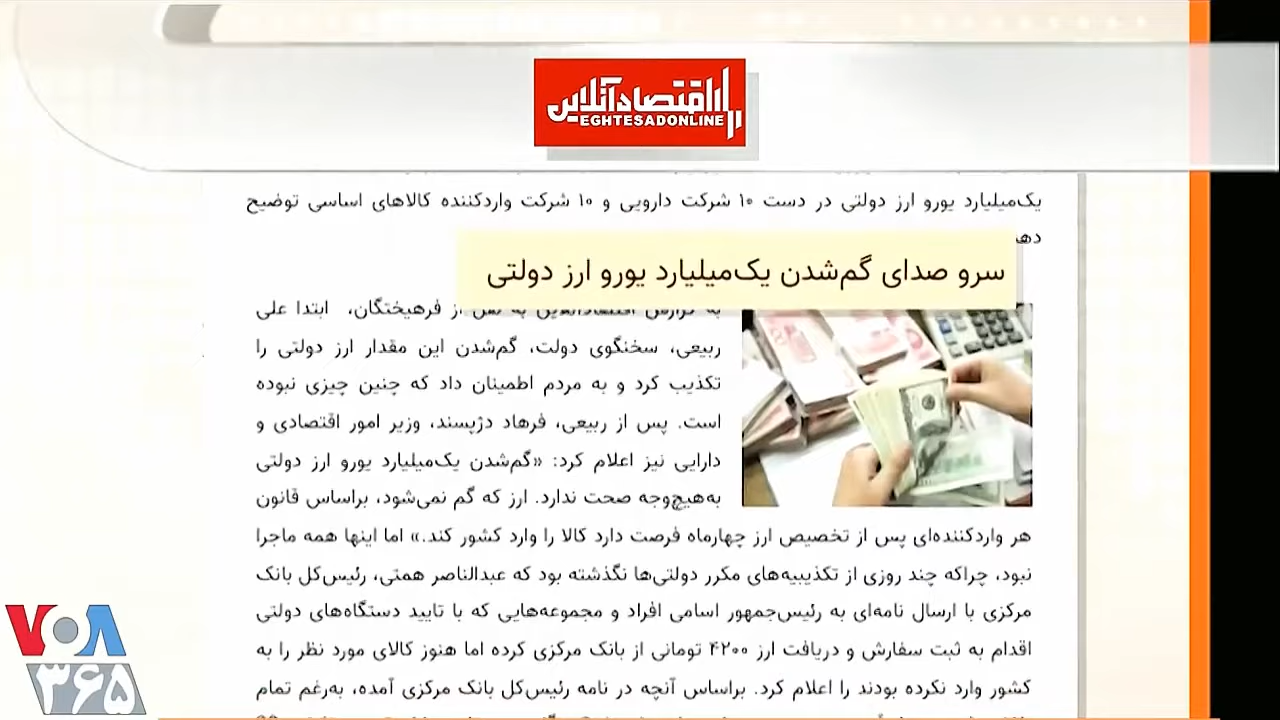 اقتصادآنلاین
EGHTESADONLINE
یک‌میلیارد یورو ارز دولتی در دست ۱۰ شرکت دارویی و ۱۰ شرکت واردکننده کالاهای اساسی توضیح
سرو صدای گم‌شدن یک‌میلیارد یورو ارز دولتی
به گزارش اقتصادآنلاین به نقل از فرهیختگان، ابتدا علی
ربیعی، سخنگوی دولت، گم‌شدن این مقدار ارز دولتی را
تکذیب کرد و به مردم اطمینان داد که چنین چیزی نبوده
است. پس از ربیعی، فرهاد دژپسند، وزیر امور اقتصادی و
دارایی نیز اعلام کرد: «گم‌شدن یک‌میلیارد یورو ارز دولتی
به‌هیچ‌وجه صحت ندارد. ارز که گم نمی‌شود، براساس قانون
هر واردکننده‌ای پس از تخصیص ارز چهارماه فرصت دارد کالا را وارد کشور کند.» اما اینها همه ماجرا
نبود، چراکه چند روزی از تکذیبیه‌های مکرر دولتی‌ها نگذشته بود که عبدالناصر همتی، رئیس‌کل بانک
مرکزی با ارسال نامه‌ای به رئیس‌جمهور اسامی افراد و مجموعه‌هایی که با تایید دستگاه‌های دولتی
اقدام به ثبت سفارش و دریافت ارز ۴۲۰۰ تومانی از بانک مرکزی کرده اما هنوز کالای مورد نظر را به
کشور وارد نکرده بودند را اعلام کرد. براساس آنچه در نامه رئیس‌کل بانک مرکزی آمده، به‌رغم تمام
VOA
۳۶۵